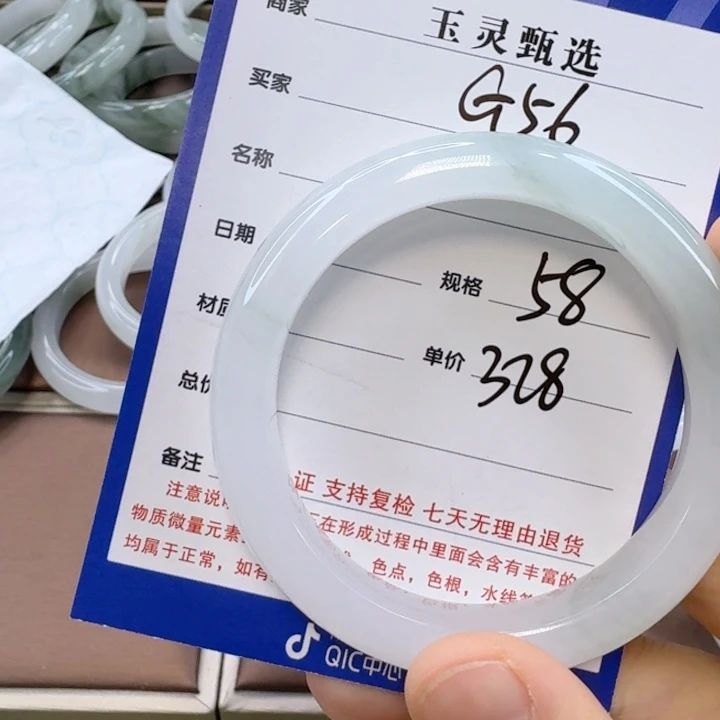 商家 玉灵甄选
买家 G56
名称
日期 规格 58
材质 单价 328
总价
备注
证 支持复检 七天无理由退货
注意说
物质微量元素 在形成过程中里面会含有丰富的
均属于正常，如有 色点，色根，水线
QIC中心